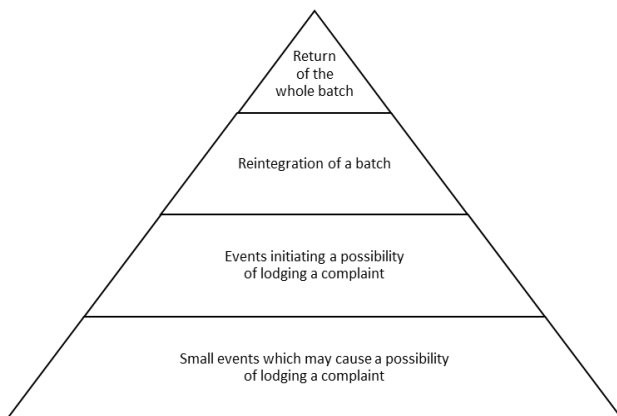 Return
of the
whole batch
Reintegration of a batch
Events initiating a possibility
of lodging a complaint
Small events which may cause a possibility
of lodging a complaint